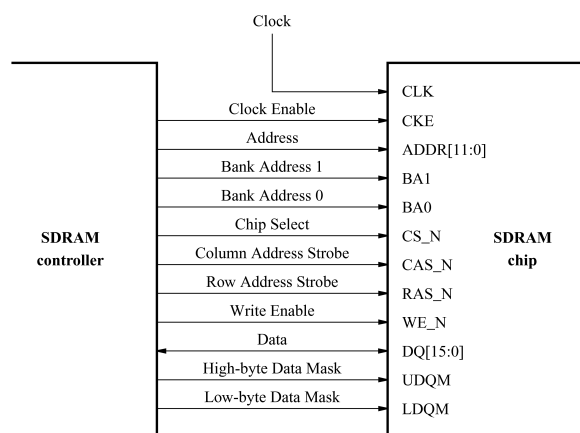 Clock
CLK
Clock Enable
CKE
Address
ADDR[11:0]
Bank Address 1
BA1
Bank Address 0
BA0
Chip Select
CS_N
SDRAM
controller
SDRAM
chip
Column Address Strobe
CAS_N
Row Address Strobe
RAS_N
Write Enable
WE_N
Data
DQ[15:0]
High-byte Data Mask
UDQM
Low-byte Data Mask
LDQM